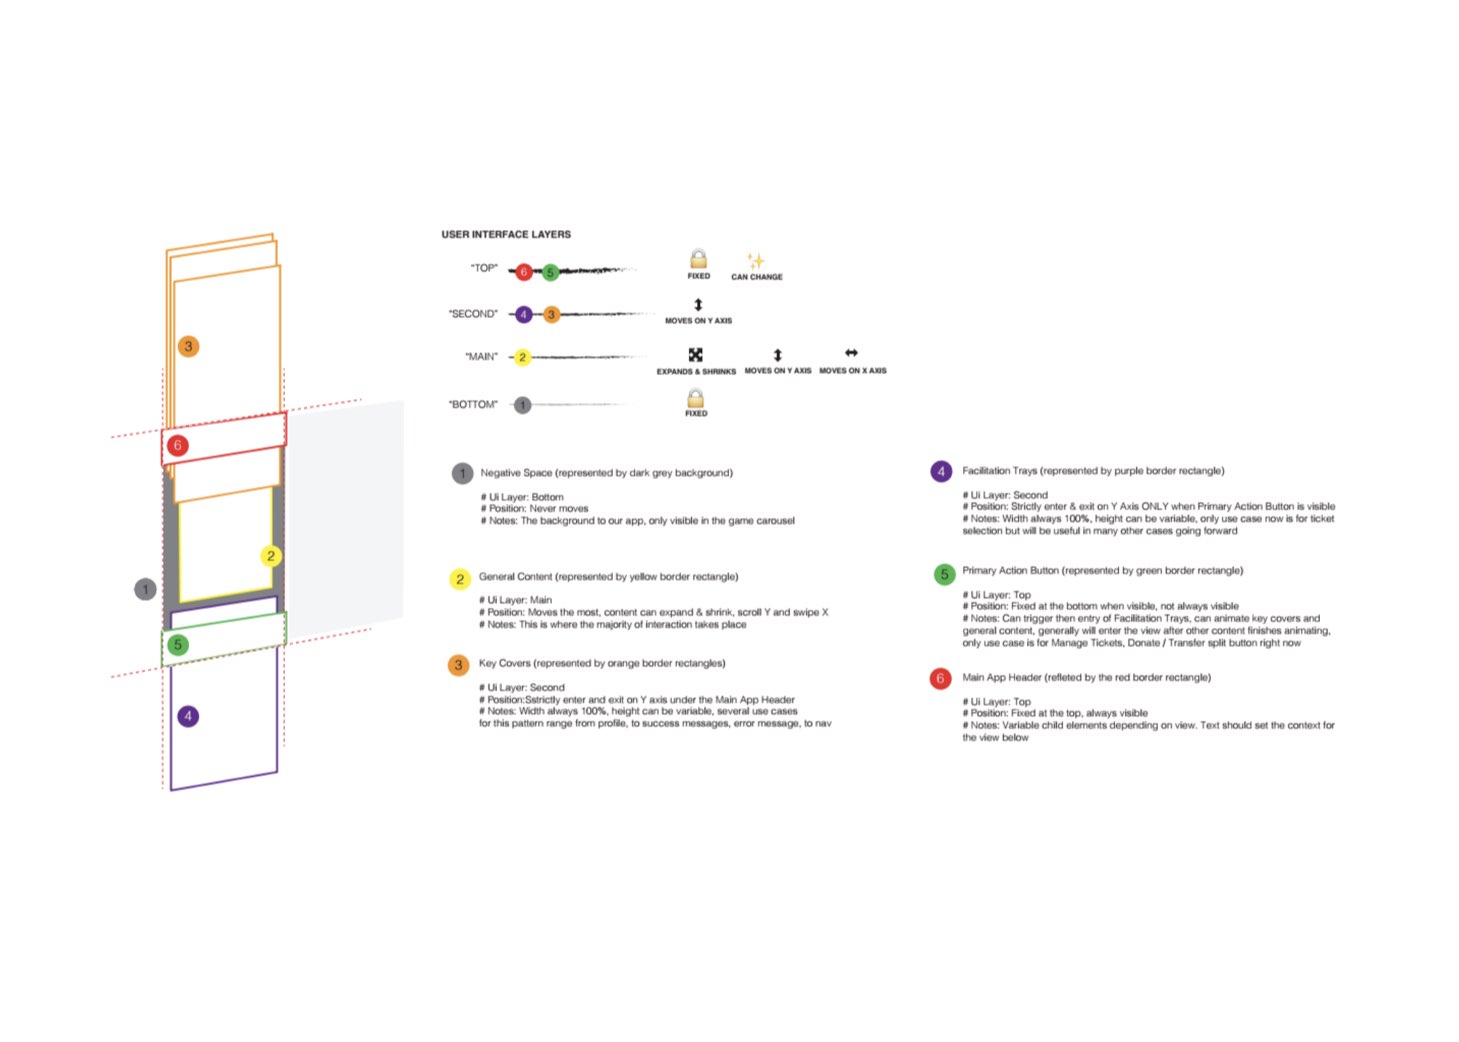 USER INTERFACE LAYERS
"TOP" 6 5 FIXED CAN CHANGE
"SECOND" 4 3 MOVES ON Y AXIS
"MAIN" 2 EXPANDS & SHRINKS MOVES ON Y AXIS MOVES ON X AXIS
"BOTTOM" 1 FIXED
3
6
2
1
5
4
1 Negative Space (represented by dark grey background)
# Ui Layer: Bottom
# Position: Never moves
# Notes: The background to our app, only visible in the game carousel
2 General Content (represented by yellow border rectangle)
# Ui Layer: Main
# Position: Moves the most, content can expand & shrink, scroll Y and swipe X
# Notes: This is where the majority of interaction takes place
3 Key Covers (represented by orange border rectangles)
# Ui Layer: Second
# Position:Sstrictly enter and exit on Y axis under the Main App Header
# Notes: Width always 100%, height can be variable, several use cases
for this pattern range from profile, to success messages, error message, to nav
4 Facilitation Trays (represented by purple border rectangle)
# Ui Layer: Second
# Position: Strictly enter & exit on Y Axis ONLY when Primary Action Button is visible
# Notes: Width always 100%, height can be variable, only use case now is for ticket
selection but will be useful in many other cases going forward
5 Primary Action Button (represented by green border rectangle)
# Ui Layer: Top
# Position: Fixed at the bottom when visible, not always visible
# Notes: Can trigger then entry of Facilitation Trays, can animate key covers and
general content, generally will enter the view after other content finishes animating,
only use case is for Manage Tickets, Donate / Transfer split button right now
6 Main App Header (refleted by the red border rectangle)
# Ui Layer: Top
# Position: Fixed at the top, always visible
# Notes: Variable child elements depending on view. Text should set the context for
the view below